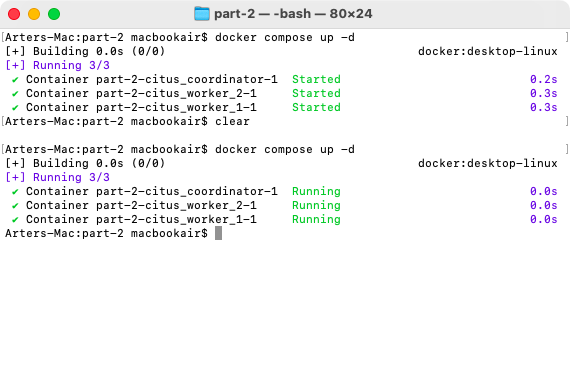 part-2 — -bash — 80×24
[Arters-Mac:part-2 macbookair$ docker compose up -d ]
[+] Building 0.0s (0/0) docker:desktop-linux
[+] Running 3/3
✔ Container part-2-citus_coordinator-1 Started 0.2s
✔ Container part-2-citus_worker_2-1 Started 0.3s
✔ Container part-2-citus_worker_1-1 Started 0.3s
[Arters-Mac:part-2 macbookair$ clear ]
[Arters-Mac:part-2 macbookair$ docker compose up -d ]
[+] Building 0.0s (0/0) docker:desktop-linux
[+] Running 3/3
✔ Container part-2-citus_coordinator-1 Running 0.0s
✔ Container part-2-citus_worker_2-1 Running 0.0s
✔ Container part-2-citus_worker_1-1 Running 0.0s
Arters-Mac:part-2 macbookair$